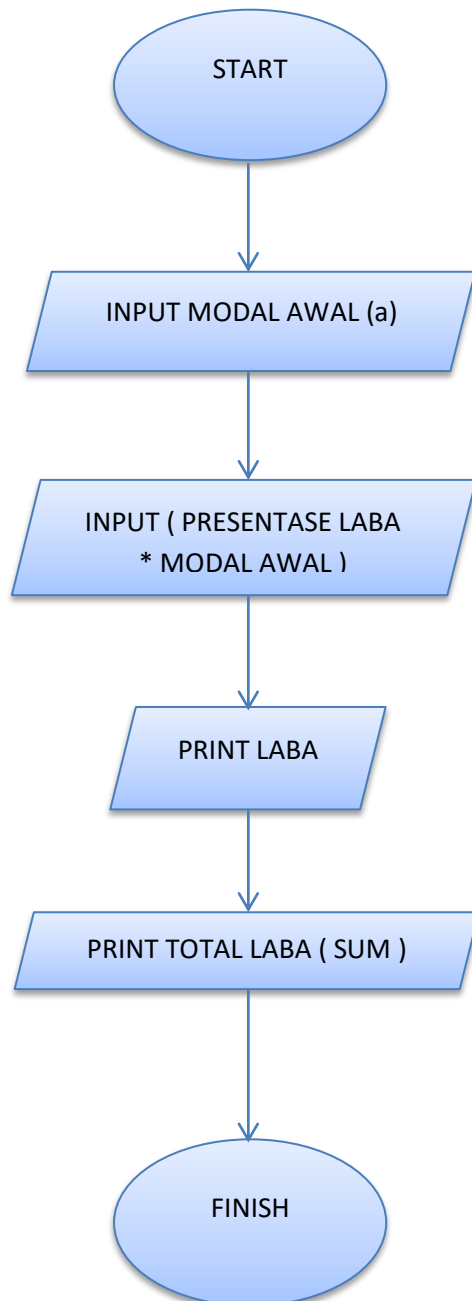 START
INPUT MODAL AWAL (a)
INPUT ( PRESENTASE LABA
* MODAL AWAL )
PRINT LABA
PRINT TOTAL LABA ( SUM )
FINISH